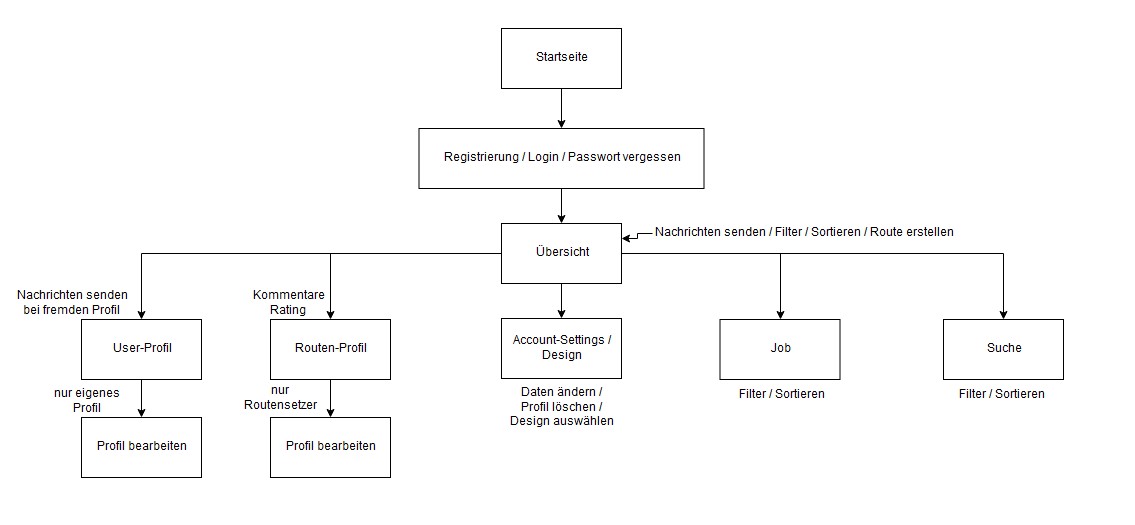 Startseite
Registrierung / Login / Passwort vergessen
Übersicht
Nachrichten senden / Filter / Sortieren / Route erstellen
Nachrichten senden
bei fremden Profil
Kommentare
Rating
User-Profil
Routen-Profil
Account-Settings /
Design
Job
Suche
nur eigenes
Profil
nur
Routensetzer
Daten ändern /
Profil löschen /
Design auswählen
Filter / Sortieren
Filter / Sortieren
Profil bearbeiten
Profil bearbeiten